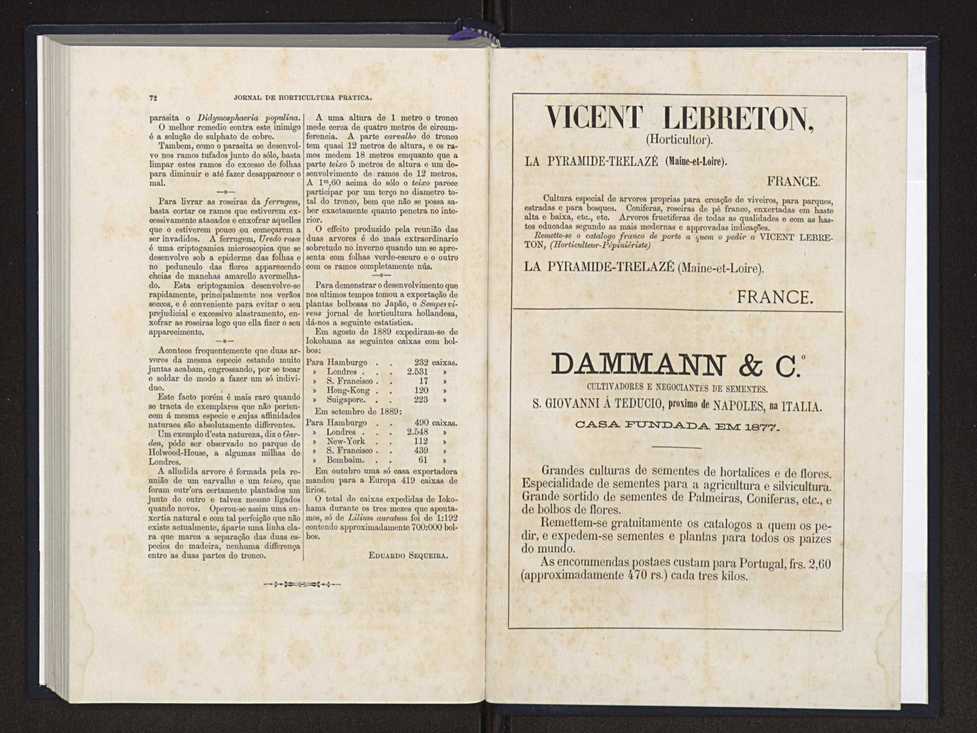 72 JORNAL DE HORTICULTURA PRATICA.
parasita o Didymosphaeria populina.
O melhor remedio contra este inimigo
é a solução de sulphato de cobre.
Tambem, como o parasita se desenvol-
ve nos ramos tufados junto do sólo, basta
limpar estes ramos do excesso de folhas
para diminuir e até fazer desapparecer o
mal.
Para livrar as roseiras da ferrugem,
basta cortar os ramos que estiverem ex-
cessivamente atacados e enxofrar aquelles
que o estiverem pouco ou começarem a
ser invadidos. A ferrugem, Uredo rosæ
é uma criptogamica microscopica que se
desenvolve sob a epiderme das folhas e
no pedunculo das flores apparecendo
cheias de manchas amarello avermelha-
do. Esta criptogamica desenvolve-se
rapidamente, principalmente nos verões
seccos, e é conveniente para evitar o seu
prejudicial e excessivo alastramento, en-
xofrar as roseiras logo que ella fizer o seu
apparecimento.
Acontece frequentemente que duas ar-
vores da mesma especie estando muito
juntas acabam, engrossando, por se tocar
e soldar de modo a fazer um só indivi-
duo.
Este facto porém é mais raro quando
se tracta de exemplares que não perten-
cem á mesma especie e cujas affinidades
naturaes são absolutamente differentes.
Um exemplo d'esta natureza, diz o Gar-
den, póde ser observado no parque de
Holwood-House, a algumas milhas de
Londres.
A alludida arvore é formada pela re-
união de um carvalho e um teixo, que
foram outr'ora certamente plantados um
junto do outro e talvez mesmo ligados
quando novos. Operou-se assim uma en-
xertia natural e com tal perfeição que não
existe actualmente, áparte uma linha cla-
ra que marca a separação das duas es-
pecies de madeira, nenhuma differença
entre as duas partes do tronco.
A uma altura de 1 metro o tronco
mede cerca de quatro metros de circum-
ferencia. A parte carvalho do tronco
tem quasi 12 metros de altura, e os ra-
mos medem 18 metros emquanto que a
parte teixo 5 metros de altura e um de-
senvolvimento de ramos de 12 metros.
A 1m,60 acima do sólo o teixo parece
participar por um terço no diametro to-
tal do tronco, bem que não se possa sa-
ber exactamente quanto penetra no inte-
rior.
O effeito produzido pela reunião das
duas arvores é do mais extraordinario
sobretudo no inverno quando um se apre-
senta com folhas verde-escuro e o outro
com os ramos completamente nús.
Para demonstrar o desenvolvimento que
nos ultimos tempos tomou a exportação de
plantas bolbosas no Japão, o Sempervi-
rens jornal de horticultura hollandesa,
dá-nos a seguinte estatistica.
Em agosto de 1889 expediram-se de
Iokohama as seguintes caixas com bol-
bos:
Para Hamburgo . . 232 caixas.
» Londres . . . 2.531 »
» S. Francisco . . 17 »
» Hong-Kong . . 120 »
» Suigapore. . . 223 »
Em setembro de 1889:
Para Hamburgo . . 490 caixas.
» Londres . . . 2.548 »
» New-York . . 112 »
» S. Francisco . . 439 »
» Bombaim. . . 61 »
Em outubro uma só casa exportadora
mandou para a Europa 419 caixas de
lirios.
O total de caixas expedidas de Ioko-
hama durante os tres mezes que aponta-
mos, só de Lilium auratum foi de 1:192
contendo approximadamente 700:000 bol-
bos.
EDUARDO SEQUEIRA.
VICENT LEBRETON,
(Horticultor).
LA PYRAMIDE-TRELAZÉ (Maine-et-Loire).
FRANCE.
Cultura especial de arvores proprias para creação de viveiros, para parques,
estradas e para bosques. Coniferas, roseiras de pé franco, enxertadas em haste
alta e baixa, etc., etc. Arvores fructiferas de todas as qualidades e com as has-
tes educadas segundo as mais modernas e approvadas indicações.
Remette-se o catalogo franco de porte a quem o pedir a VICENT LEBRE-
TON, (Horticulteur-Pépiniériste)
LA PYRAMIDE-TRELAZÉ (Maine-et-Loire).
FRANCE.
DAMMANN & C.º
CULTIVADORES E NEGOCIANTES DE SEMENTES.
S. GIOVANNI Á TEDUCIO, proximo de NAPOLES, na ITALIA.
CASA FUNDADA EM 1877.
Grandes culturas de sementes de hortalices e de flores.
Especialidade de sementes para a agricultura e silvicultura.
Grande sortido de sementes de Palmeiras, Coniferas, etc., e
de bolbos de flores.
Remettem-se gratuitamente os catalogos a quem os pe-
dir, e expedem-se sementes e plantas para todos os paizes
do mundo.
As encommendas postaes custam para Portugal, frs. 2,60
(approximadamente 470 rs.) cada tres kilos.